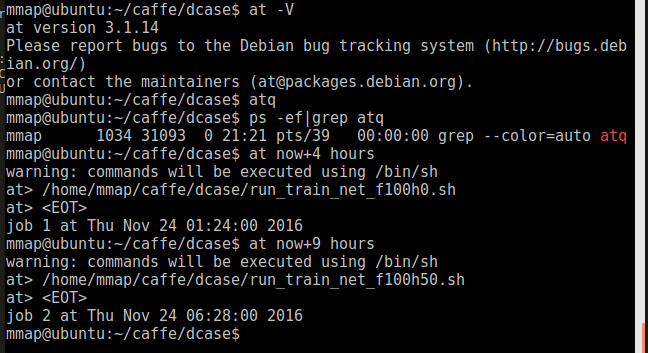 mmap@ubuntu:~/caffe/dcase$ at -V
at version 3.1.14
Please report bugs to the Debian bug tracking system (http://bugs.deb
ian.org/)
or contact the maintainers (at@packages.debian.org).
mmap@ubuntu:~/caffe/dcase$ atq
mmap@ubuntu:~/caffe/dcase$ ps -ef|grep atq
mmap      1034 31093  0 21:21 pts/39   00:00:00 grep --color=auto atq
mmap@ubuntu:~/caffe/dcase$ at now+4 hours
warning: commands will be executed using /bin/sh
at> /home/mmap/caffe/dcase/run_train_net_f100h0.sh
at> <EOT>
job 1 at Thu Nov 24 01:24:00 2016
mmap@ubuntu:~/caffe/dcase$ at now+9 hours
warning: commands will be executed using /bin/sh
at> /home/mmap/caffe/dcase/run_train_net_f100h50.sh
at> <EOT>
job 2 at Thu Nov 24 06:28:00 2016
mmap@ubuntu:~/caffe/dcase$